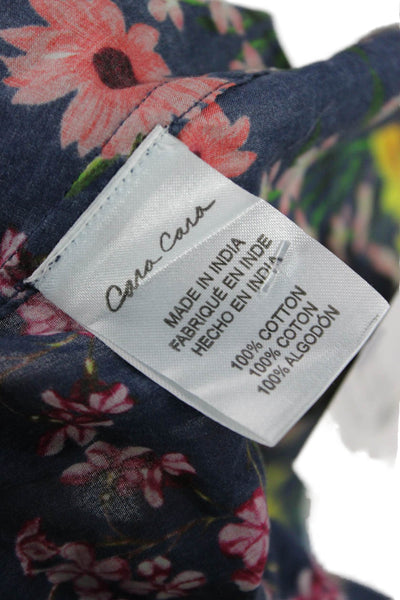 Cara Cara
MADE IN INDIA
FABRIQUÉ EN INDE
HECHO EN INDIA
100% COTTON
100% COTON
100% ALGODÓN